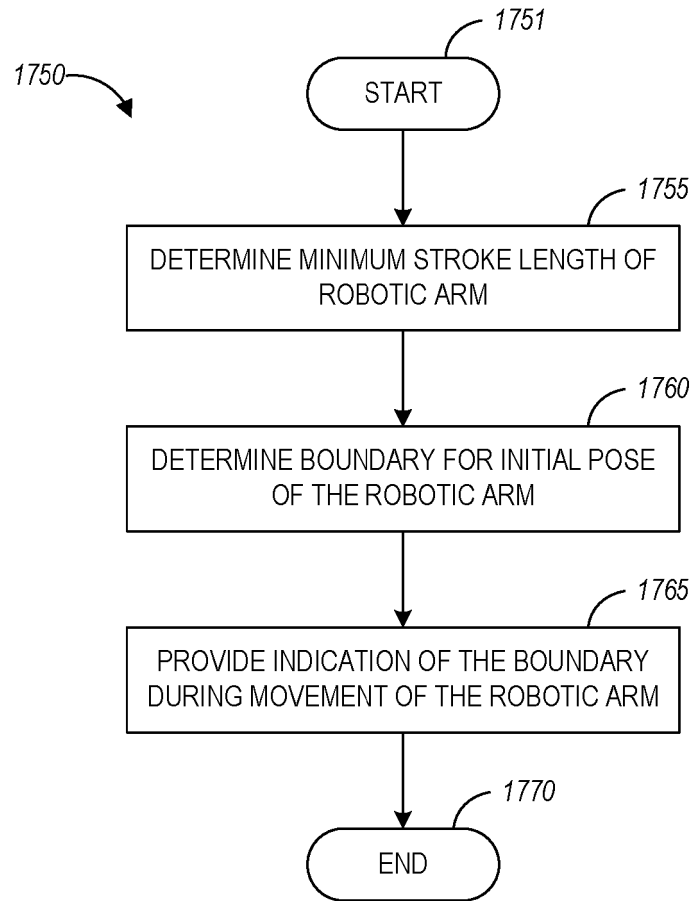 1751
1750
START
1755
DETERMINE MINIMUM STROKE LENGTH OF
ROBOTIC ARM
1760
DETERMINE BOUNDARY FOR INITIAL POSE
OF THE ROBOTIC ARM
1765
PROVIDE INDICATION OF THE BOUNDARY
DURING MOVEMENT OF THE ROBOTIC ARM
1770
END